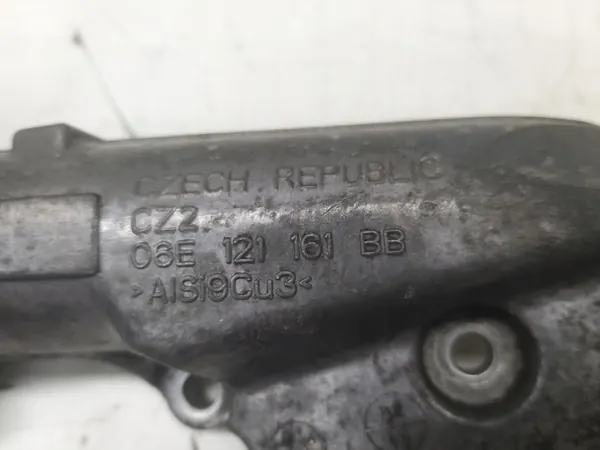 CZECH REPUBLIC
CZ2
06E 121 161 BB
>AlSi9Cu3<